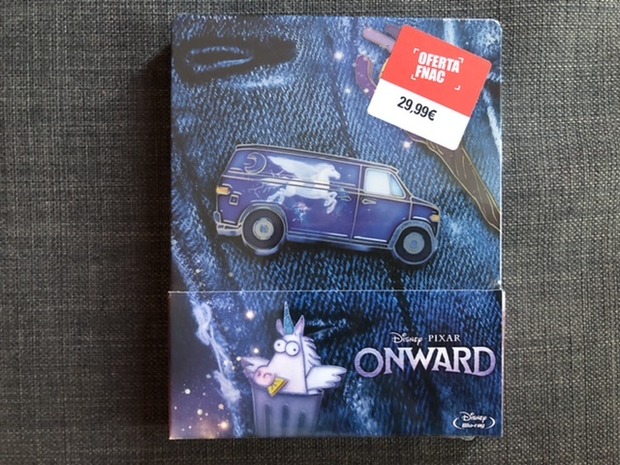 OFERTA
FNAC
29,99€
Disney PIXAR
ONWARD
Disney
Blu-ray